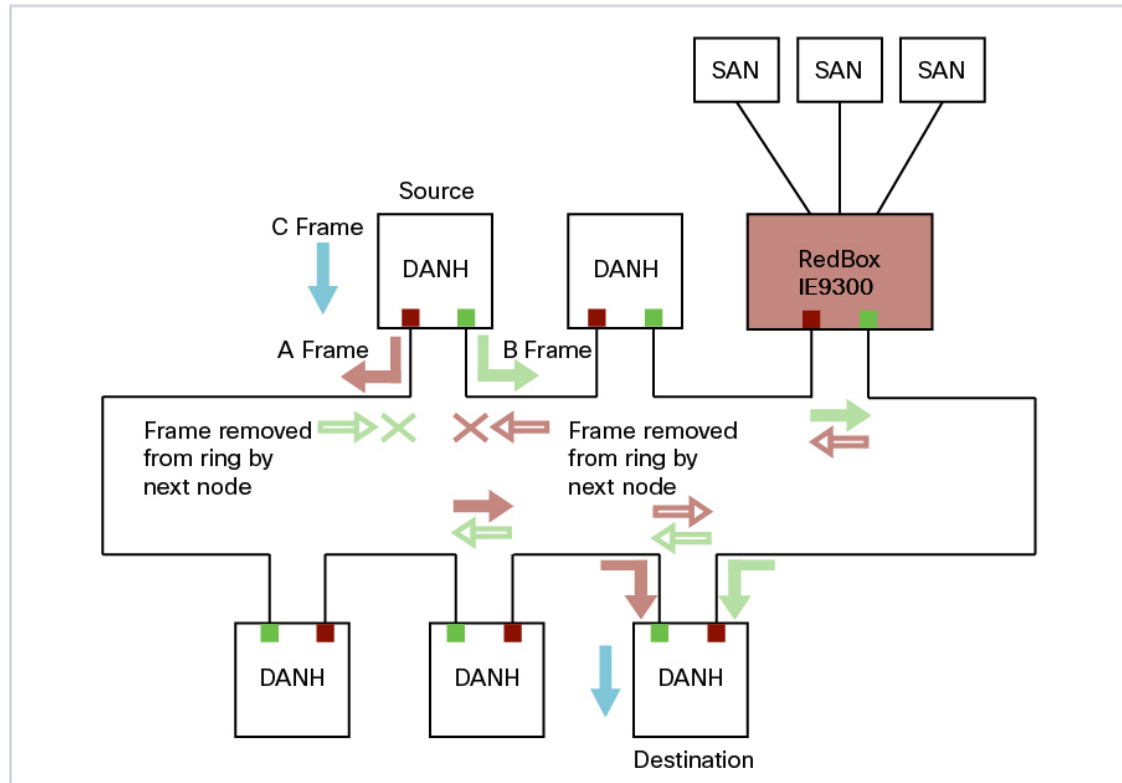 SAN
SAN
SAN
Source
C Frame
DANH
DANH
RedBox
IE9300
A Frame
B Frame
Frame removed
from ring by
next node
Frame removed
from ring by
next node
DANH
DANH
DANH
Destination